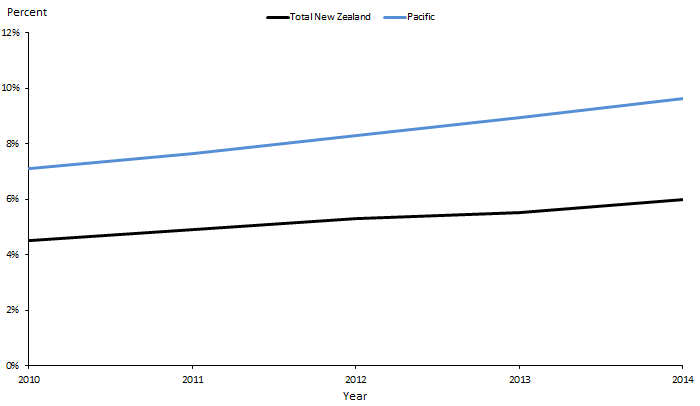 Percent
Total New Zealand
Pacific
12%
10%
8%
6%
4%
2%
0%
2010 2011 2012 2013 2014
Year